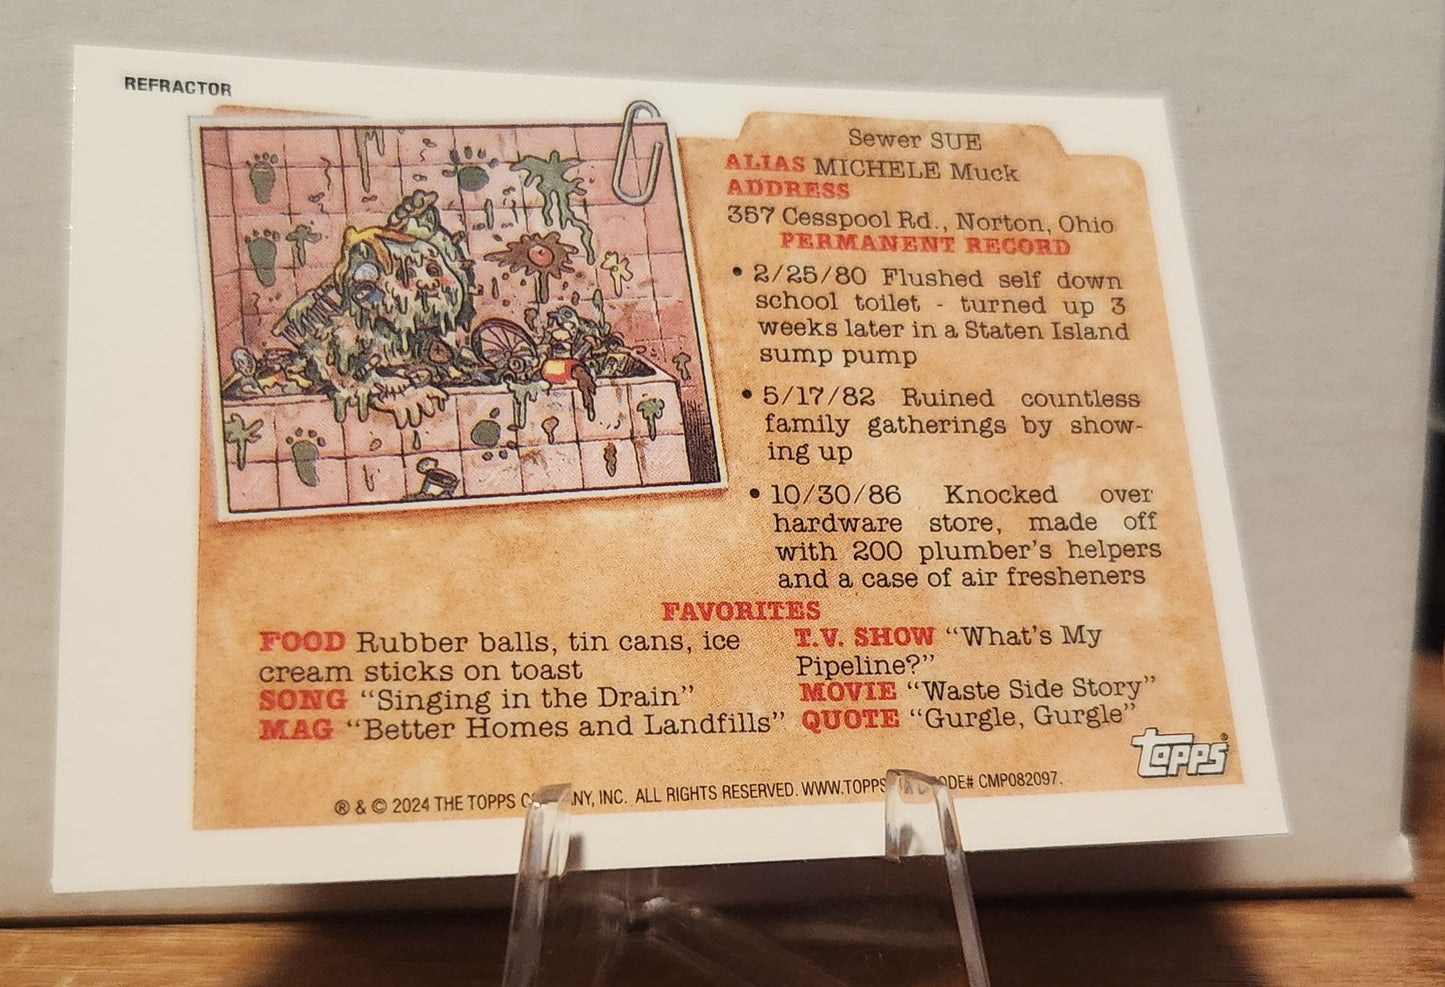 REFRACTOR
Sewer SUE
ALIAS MICHELE Muck
ADDRESS
357 Cesspool Rd., Norton, Ohio
PERMANENT RECORD
• 2/25/80 Flushed self down
school toilet - turned up 3
weeks later in a Staten Island
sump pump
• 5/17/82 Ruined countless
family gatherings by show-
ing up
• 10/30/86 Knocked over
hardware store, made off
with 200 plumber's helpers
and a case of air fresheners
FAVORITES
FOOD Rubber balls, tin cans, ice
cream sticks on toast
SONG “Singing in the Drain”
MAG “Better Homes and Landfills”
T.V. SHOW “What's My
Pipeline?”
MOVIE “Waste Side Story”
QUOTE “Gurgle, Gurgle”
topps®
® & © 2024 THE TOPPS INC. ALL RIGHTS RESERVED. WWW.TOPPS CMP082097.